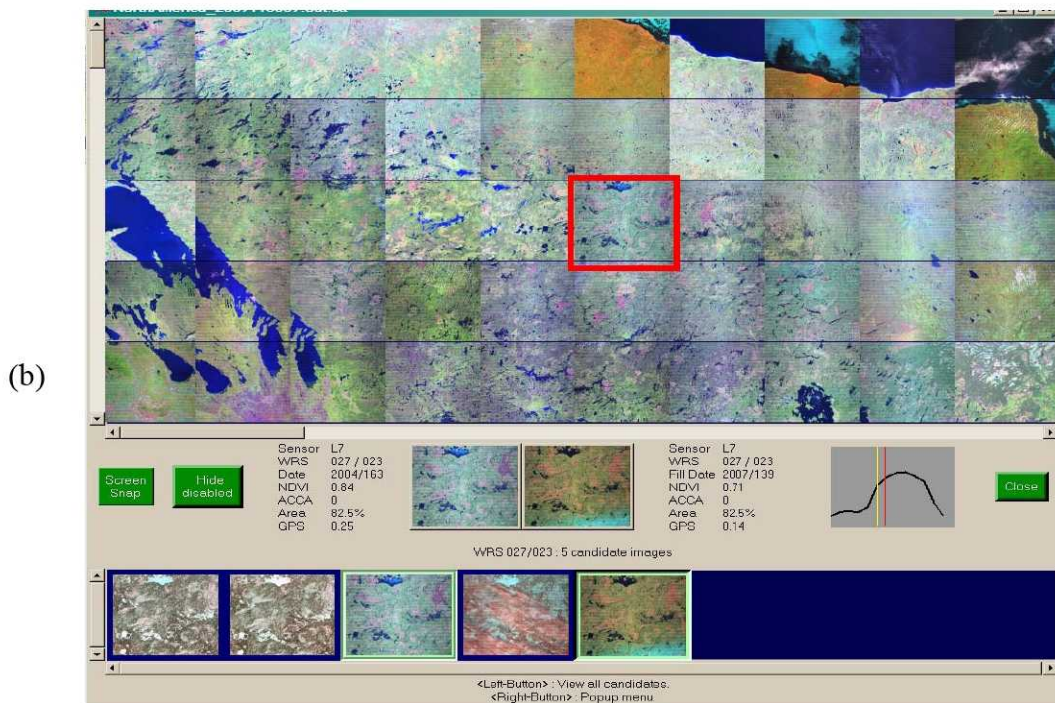 (b)
Screen Snap
Hide disabled
Sensor L7
WRS 027 / 023
Date 2004/163
NDVI 0.84
ACCA 0
Area 82.5%
GPS 0.25
Sensor L7
WRS 027 / 023
Fill Date 2007/139
NDVI 0.71
ACCA 0
Area 82.5%
GPS 0.14
Close
WRS 027/023 : 5 candidate images
<Left-Button> : View all candidates.
<Right-Button> : Popup menu